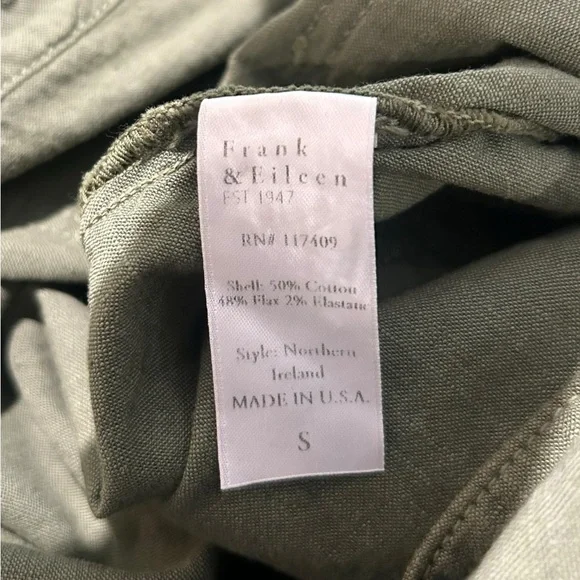 Frank
& Eileen
EST 1947
RN# 117409
Shell: 50% Cotton
48% Flax 2% Elastane
Style: Northern
Ireland
MADE IN U.S.A.
S